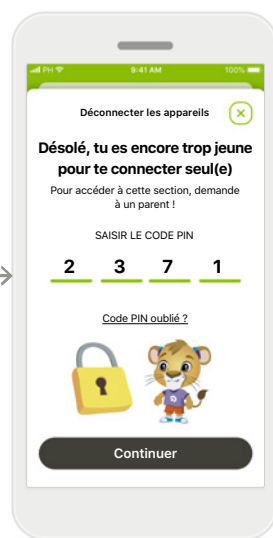 PH 9:41 AM 100%
Déconnecter les appareils
Désolé, tu es encore trop jeune
pour te connecter seul(e)
Pour accéder à cette section, demande
à un parent !
SAISIR LE CODE PIN
2 3 7 1
Code PIN oublié ?
Continuer